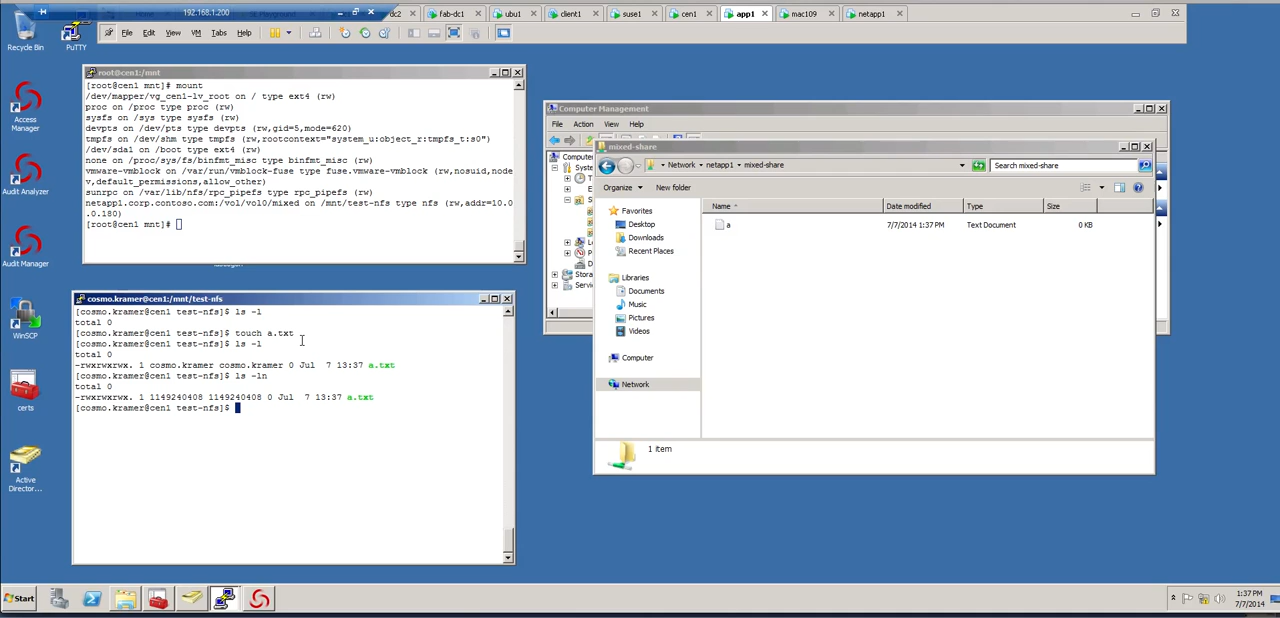 192.168.1.200
dc2
fab-dc1
ubu1
client1
suse1
cen1
app1
mac109
netapp1
File Edit View VM Tabs Help
Recycle Bin
PuTTY
Access
Manager
Audit Analyzer
Audit Manager
WinSCP
certs
Active
Director...
root@cen1:/mnt
[root@cen1 mnt]# mount
/dev/mapper/vg_cen1-lv_root on / type ext4 (rw)
proc on /proc type proc (rw)
sysfs on /sys type sysfs (rw)
devpts on /dev/pts type devpts (rw,gid=5,mode=620)
tmpfs on /dev/shm type tmpfs (rw,rootcontext="system_u:object_r:tmpfs_t:s0")
/dev/sda1 on /boot type ext4 (rw)
none on /proc/sys/fs/binfmt_misc type binfmt_misc (rw)
vmware-vmblock on /var/run/vmblock-fuse type fuse.vmware-vmblock (rw,nosuid,node
v,default_permissions,allow_other)
sunrpc on /var/lib/nfs/rpc_pipefs type rpc_pipefs (rw)
netapp1.corp.contoso.com:/vol/vol0/mixed on /mnt/test-nfs type nfs (rw,addr=10.0
.0.180)
[root@cen1 mnt]#
cosmo.kramer@cen1:/mnt/test-nfs
[cosmo.kramer@cen1 test-nfs]$ ls -l
total 0
[cosmo.kramer@cen1 test-nfs]$ touch a.txt
[cosmo.kramer@cen1 test-nfs]$ ls -l
total 0
-rwxrwxrwx. 1 cosmo.kramer cosmo.kramer 0 Jul 7 13:37 a.txt
[cosmo.kramer@cen1 test-nfs]$ ls -ln
total 0
-rwxrwxrwx. 1 1149240408 1149240408 0 Jul 7 13:37 a.txt
[cosmo.kramer@cen1 test-nfs]$
Computer Management
File Action View Help
mixed-share
Network netapp1 mixed-share
Search mixed-share
Organize New folder
Favorites
Desktop
Downloads
Recent Places
Libraries
Documents
Music
Pictures
Videos
Computer
Network
Name Date modified Type Size
a 7/7/2014 1:37 PM Text Document 0 KB
1 item
Start
1:37 PM
7/7/2014